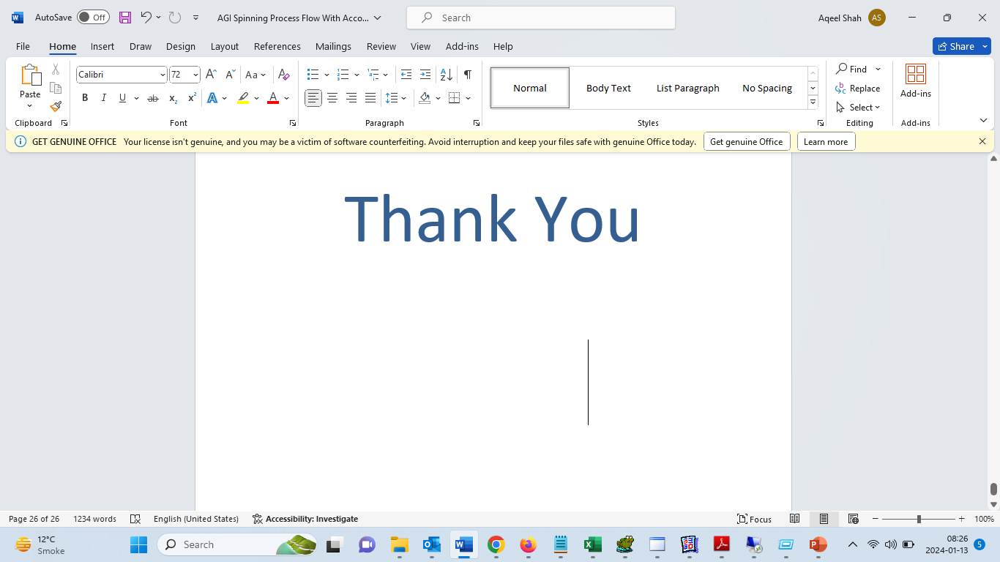 AutoSave Off AGI Spinning Process Flow With Acco... Search Aqeel Shah AS
File Home Insert Draw Design Layout References Mailings Review View Add-ins Help Share
Paste Calibri 72 Aa Normal Body Text List Paragraph No Spacing Find Replace Select Add-ins
B I U ab x₂ x² A A
Clipboard Font Paragraph Styles Editing Add-ins
GET GENUINE OFFICE Your license isn't genuine, and you may be a victim of software counterfeiting. Avoid interruption and keep your files safe with genuine Office today. Get genuine Office Learn more
Thank You
Page 26 of 26 1234 words English (United States) Accessibility: Investigate Focus 100%
12°C
Smoke
Search
08:26
2024-01-13
5